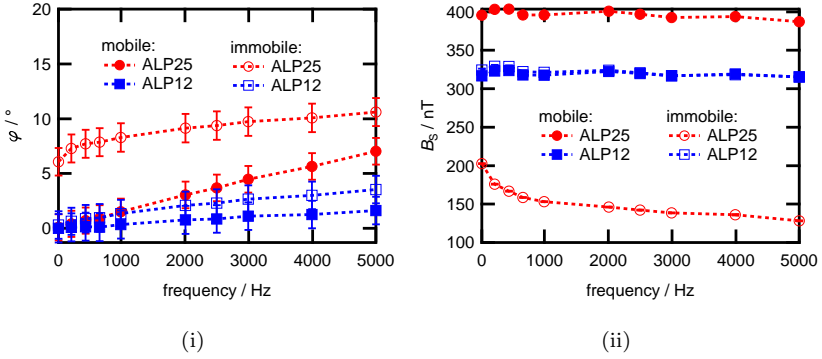 20
15
10
5
0
φ / °
mobile:
ALP25
ALP12
immobile:
ALP25
ALP12
0
1000
2000
3000
4000
5000
frequency / Hz
(i)
400
350
300
250
200
150
100
B_S / nT
mobile:
ALP25
ALP12
immobile:
ALP25
ALP12
0
1000
2000
3000
4000
5000
frequency / Hz
(ii)